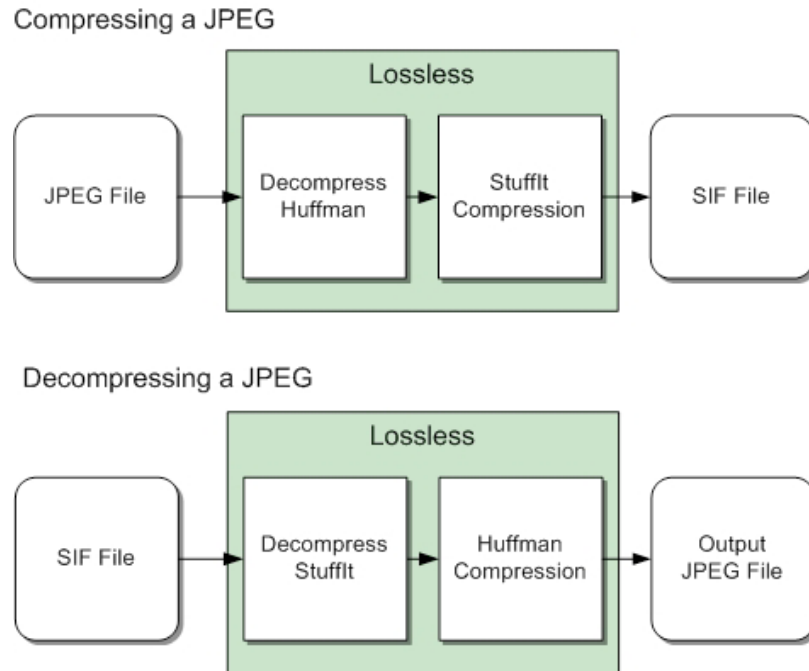 Compressing a JPEG
Lossless
JPEG File
Decompress
Huffman
StuffIt
Compression
SIF File
Decompressing a JPEG
Lossless
SIF File
Decompress
StuffIt
Huffman
Compression
Output
JPEG File